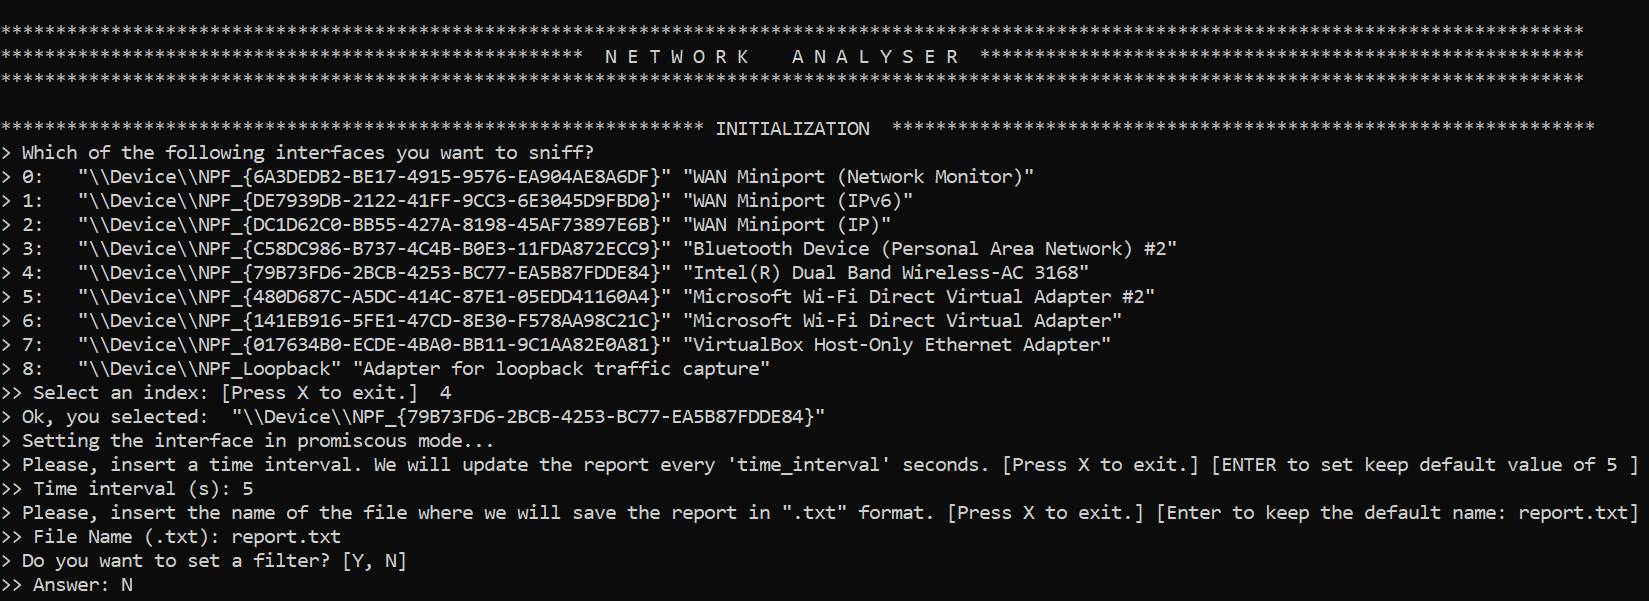 ************************************************************************************************************************************************
***************************************************** N E T W O R K   A N A L Y S E R *******************************************************
************************************************************************************************************************************************
**************************************************************** INITIALIZATION  ****************************************************************
> Which of the following interfaces you want to sniff?
> 0:   "\\Device\\NPF_{6A3DEDB2-BE17-4915-9576-EA904AE8A6DF}" "WAN Miniport (Network Monitor)"
> 1:   "\\Device\\NPF_{DE7939DB-2122-41FF-9CC3-6E3045D9FBD0}" "WAN Miniport (IPv6)"
> 2:   "\\Device\\NPF_{DC1D62C0-BB55-427A-8198-45AF73897E6B}" "WAN Miniport (IP)"
> 3:   "\\Device\\NPF_{C58DC986-B737-4C4B-B0E3-11FDA872ECC9}" "Bluetooth Device (Personal Area Network) #2"
> 4:   "\\Device\\NPF_{79B73FD6-2BCB-4253-BC77-EA5B87FDDE84}" "Intel(R) Dual Band Wireless-AC 3168"
> 5:   "\\Device\\NPF_{480D687C-A5DC-414C-87E1-05EDD41160A4}" "Microsoft Wi-Fi Direct Virtual Adapter #2"
> 6:   "\\Device\\NPF_{141EB916-5FE1-47CD-8E30-F578AA98C21C}" "Microsoft Wi-Fi Direct Virtual Adapter"
> 7:   "\\Device\\NPF_{017634B0-ECDE-4BA0-BB11-9C1AA82E0A81}" "VirtualBox Host-Only Ethernet Adapter"
> 8:   "\\Device\\NPF_Loopback" "Adapter for loopback traffic capture"
>> Select an index: [Press X to exit.]  4
> Ok, you selected:  "\\Device\\NPF_{79B73FD6-2BCB-4253-BC77-EA5B87FDDE84}"
> Setting the interface in promiscous mode...
> Please, insert a time interval. We will update the report every 'time_interval' seconds. [Press X to exit.] [ENTER to set keep default value of 5 ]
>> Time interval (s): 5
> Please, insert the name of the file where we will save the report in ".txt" format. [Press X to exit.] [Enter to keep the default name: report.txt]
>> File Name (.txt): report.txt
> Do you want to set a filter? [Y, N]
>> Answer: N